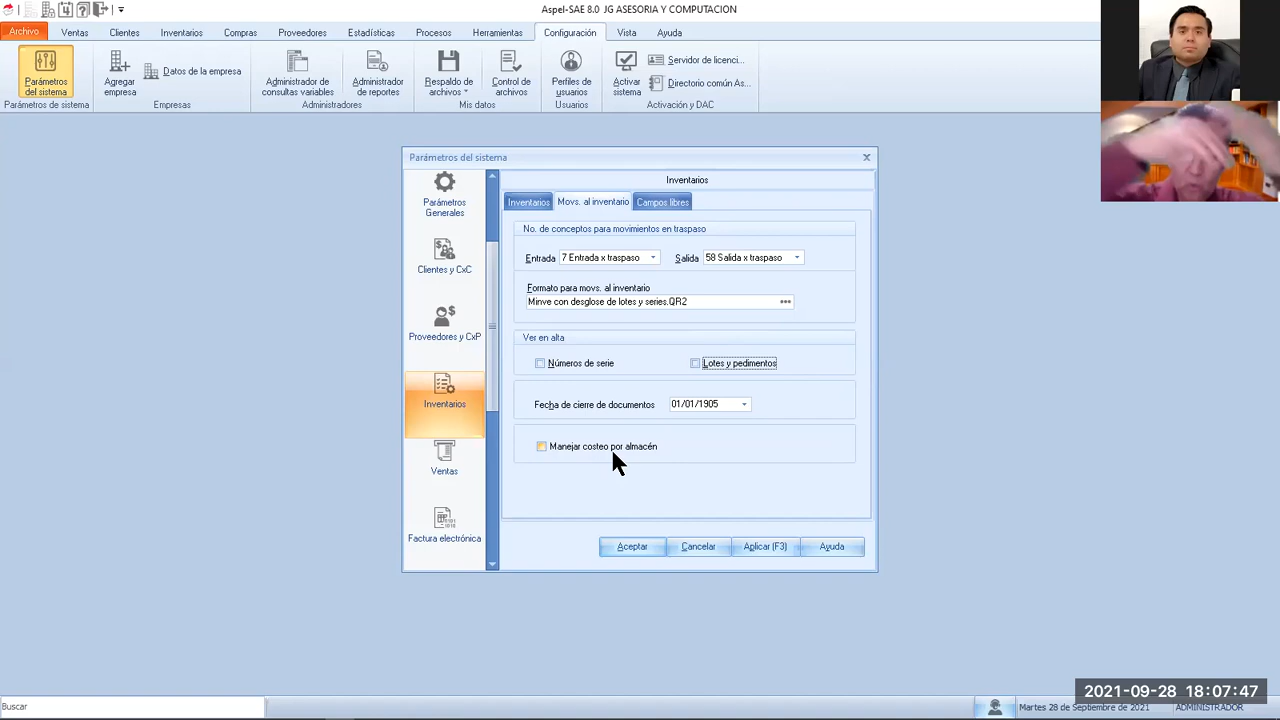 Aspel-SAE 8.0 JG ASESORIA Y COMPUTACION
Archivo Ventas Clientes Inventarios Compras Proveedores Estadísticas Procesos Herramientas Configuración Vista Ayuda
Parámetros del sistema
Agregar empresa
Datos de la empresa
Administrador de consultas variables
Administrador de reportes
Respaldo de archivos
Control de archivos
Perfiles de usuarios
Activar sistema
Servidor de licenci...
Directorio común As...
Parámetros de sistema Empresas Administradores Mis datos Usuarios Activación y DAC
Parámetros del sistema
Parámetros
Generales
Clientes y CxC
Proveedores y CxP
Inventarios
Ventas
Factura electrónica
Inventarios
Inventarios Movs. al inventario Campos libres
No. de conceptos para movimientos en traspaso
Entrada 7 Entrada x traspaso Salida 58 Salida x traspaso
Formato para movs. al inventario
Minve con desglose de lotes y series.QR2
Ver en alta
Números de serie Lotes y pedimentos
Fecha de cierre de documentos 01/01/1905
Manejar costeo por almacén
Aceptar Cancelar Aplicar (F3) Ayuda
2021-09-28 18:07:47
Buscar
Martes 28 de Septiembre de 2021 ADMINISTRADOR